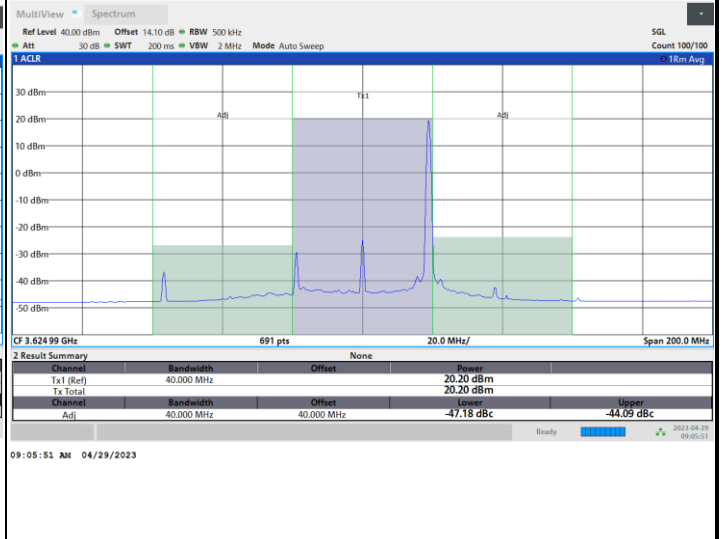 MultiView Spectrum
Ref Level 40.00 dBm Offset 14.10 dB RBW 500 kHz SGL
Att 30 dB SWT 200 ms VBW 2 MHz Mode Auto Sweep Count 100/100
1 ACLR 1Rm Avg
30 dBm
Tx1
20 dBm
Adj Adj
10 dBm
0 dBm
-10 dBm
-20 dBm
-30 dBm
-40 dBm
-50 dBm
CF 3.62499 GHz 691 pts 20.0 MHz/ Span 200.0 MHz
2 Result Summary None
Channel Bandwidth Offset Power
Tx1 (Ref) 40.000 MHz 20.20 dBm
Tx Total 20.20 dBm
Channel Bandwidth Offset Lower Upper
Adj 40.000 MHz 40.000 MHz -47.18 dBc -44.09 dBc
Ready 2023-04-29
09:05:51
09:05:51 AM 04/29/2023